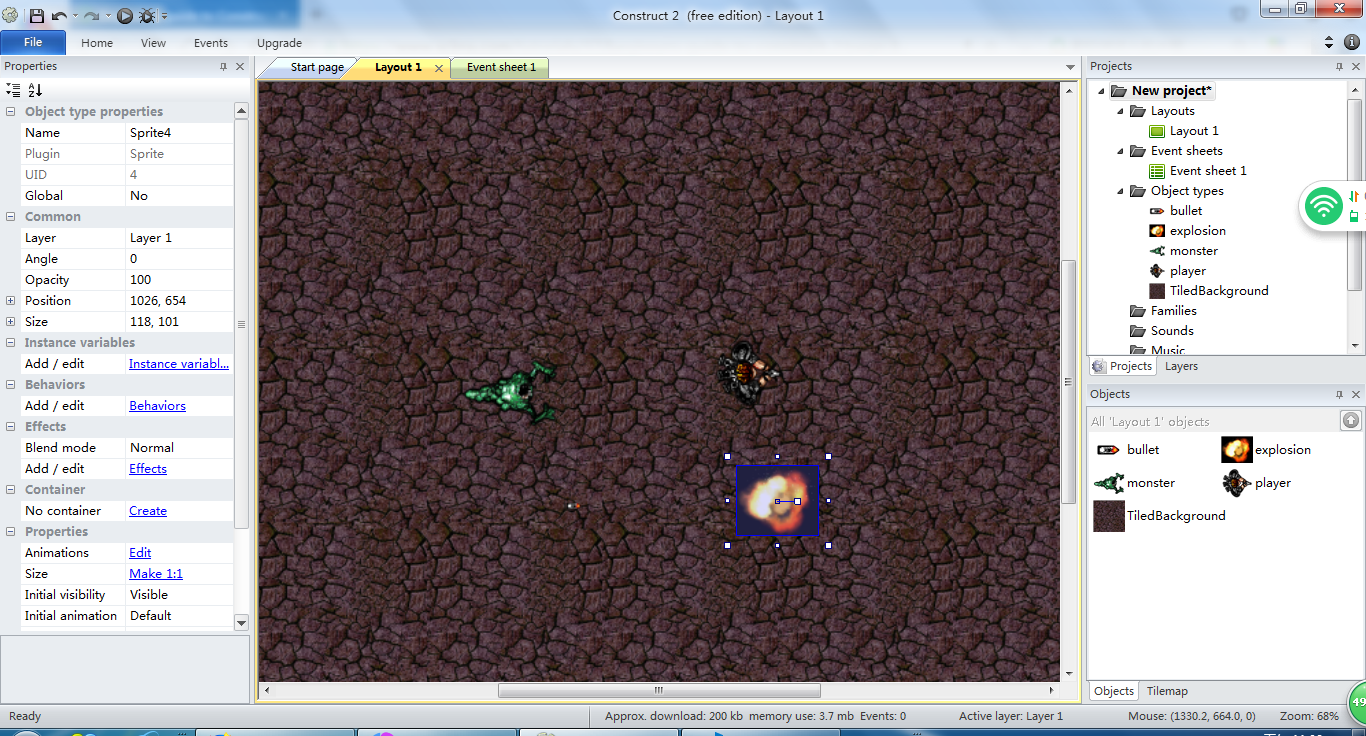 Construct 2  (free edition) - Layout 1
File Home View Events Upgrade
Properties
Object type properties
Name Sprite4
Plugin Sprite
UID 4
Global No
Common
Layer Layer 1
Angle 0
Opacity 100
Position 1026, 654
Size 118, 101
Instance variables
Add / edit Instance variabl...
Behaviors
Add / edit Behaviors
Effects
Blend mode Normal
Add / edit Effects
Container
No container Create
Properties
Animations Edit
Size Make 1:1
Initial visibility Visible
Initial animation Default
Start page Layout 1 Event sheet 1
Projects
New project*
Layouts
Layout 1
Event sheets
Event sheet 1
Object types
bullet
explosion
monster
player
TiledBackground
Families
Sounds
Music
Projects Layers
Objects
All 'Layout 1' objects
bullet explosion
monster player
TiledBackground
Objects Tilemap
Ready Approx. download: 200 kb  memory use: 3.7 mb  Events: 0 Active layer: Layer 1 Mouse: (1330.2, 664.0, 0) Zoom: 68%
49